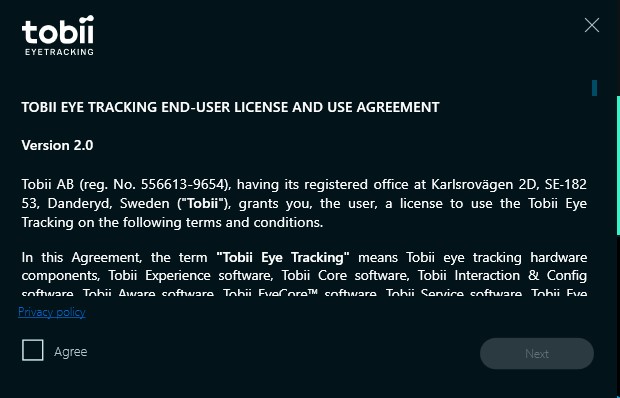 tobii
EYETRACKING
TOBII EYE TRACKING END-USER LICENSE AND USE AGREEMENT
Version 2.0
Tobii AB (reg. No. 556613-9654), having its registered office at Karlsrovägen 2D, SE-182
53, Danderyd, Sweden ("Tobii"), grants you, the user, a license to use the Tobii Eye
Tracking on the following terms and conditions.
In this Agreement, the term "Tobii Eye Tracking" means Tobii eye tracking hardware
components, Tobii Experience software, Tobii Core software, Tobii Interaction & Config
software, Tobii Aware software, Tobii EyeCore™ software, Tobii Service software, Tobii Eye
Privacy policy
Agree
Next